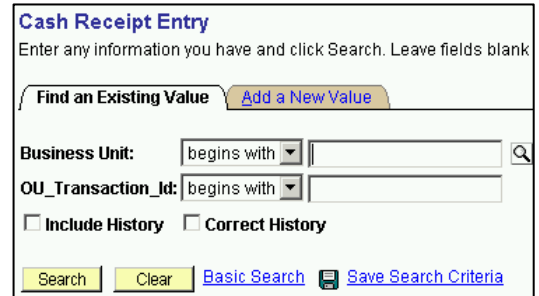 Cash Receipt Entry
Enter any information you have and click Search. Leave fields blank
Find an Existing Value Add a New Value
Business Unit: begins with
OU_Transaction_Id: begins with
Include History Correct History
Search Clear Basic Search Save Search Criteria